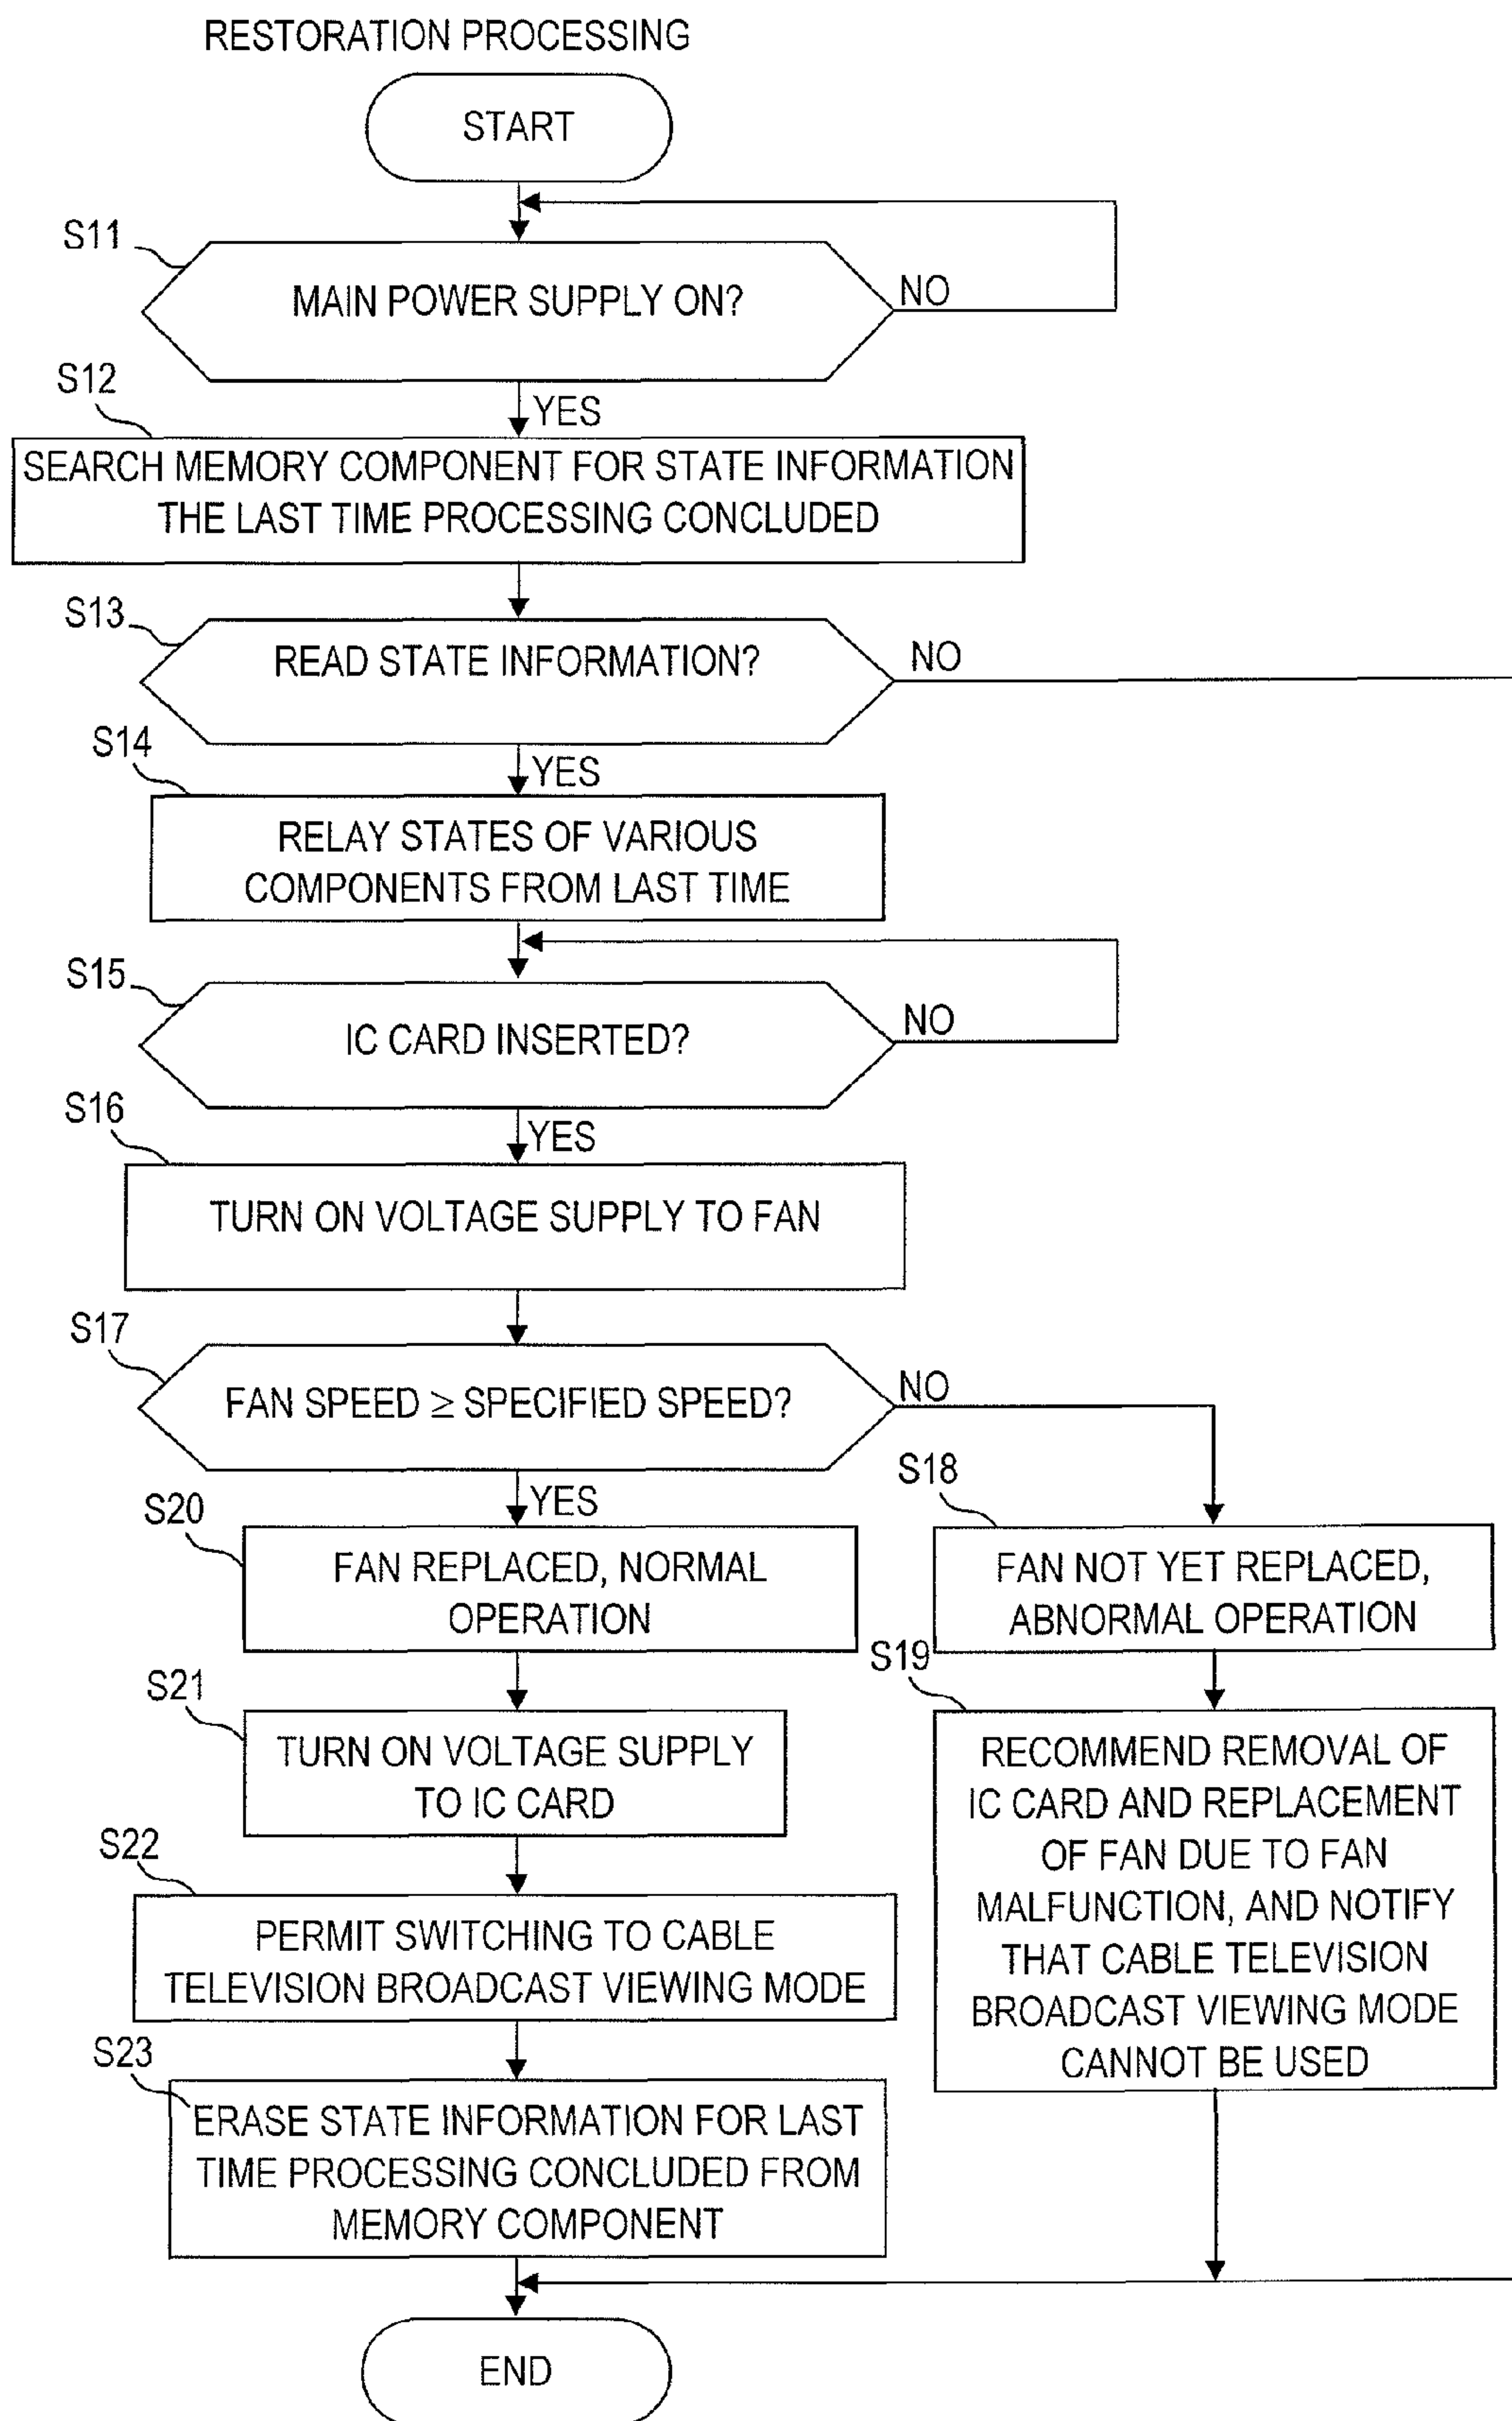 RESTORATION PROCESSING
START
S11
MAIN POWER SUPPLY ON?
NO
S12
YES
SEARCH MEMORY COMPONENT FOR STATE INFORMATION
THE LAST TIME PROCESSING CONCLUDED
S13
READ STATE INFORMATION?
NO
S14
YES
RELAY STATES OF VARIOUS
COMPONENTS FROM LAST TIME
S15
IC CARD INSERTED?
NO
S16
YES
TURN ON VOLTAGE SUPPLY TO FAN
S17
FAN SPEED ≥ SPECIFIED SPEED?
NO
S18
YES
S20
FAN REPLACED, NORMAL
OPERATION
FAN NOT YET REPLACED,
ABNORMAL OPERATION
S19
S21
TURN ON VOLTAGE SUPPLY
TO IC CARD
RECOMMEND REMOVAL OF
IC CARD AND REPLACEMENT
OF FAN DUE TO FAN
MALFUNCTION, AND NOTIFY
THAT CABLE TELEVISION
BROADCAST VIEWING MODE
CANNOT BE USED
S22
PERMIT SWITCHING TO CABLE
TELEVISION BROADCAST VIEWING MODE
S23
ERASE STATE INFORMATION FOR LAST
TIME PROCESSING CONCLUDED FROM
MEMORY COMPONENT
END